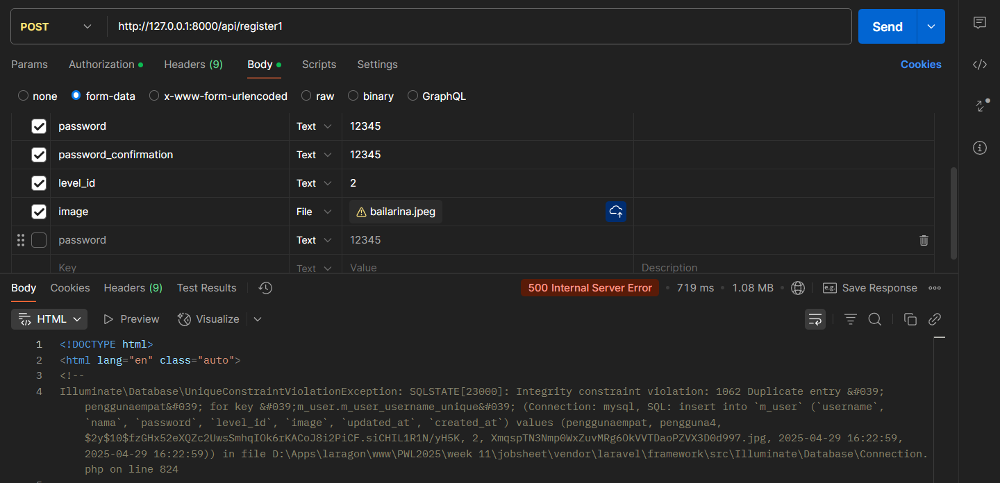 POST http://127.0.0.1:8000/api/register1 Send
Params Authorization Headers (9) Body Scripts Settings Cookies
none form-data x-www-form-urlencoded raw binary GraphQL
password Text 12345
password_confirmation Text 12345
level_id Text 2
image File bailarina.jpeg
password Text 12345
Key Text Value Description
Body Cookies Headers (9) Test Results 500 Internal Server Error 719 ms 1.08 MB e.g. Save Response
HTML Preview Visualize
1 <!DOCTYPE html>
2 <html lang="en" class="auto">
3 <!--
4 Illuminate\Database\UniqueConstraintViolationException: SQLSTATE[23000]: Integrity constraint violation: 1062 Duplicate entry &#039;
penggunaempat&#039; for key &#039;m_user.m_user_username_unique&#039; (Connection: mysql, SQL: insert into `m_user` (`username`,
`nama`, `password`, `level_id`, `image`, `updated_at`, `created_at`) values (penggunaempat, pengguna4,
$2y$10$fzGHx52eXQZc2UwsSmhqIOk6rKACoJ8i2PiCF.siCHIL1R1N/yH5K, 2, XmqspTN3Nmp0WxZuvMRg6OkVVTDaoPZVX3D0d997.jpg, 2025-04-29 16:22:59,
2025-04-29 16:22:59)) in file D:\Apps\laragon\www\PWL2025\week 11\jobsheet\vendor\laravel\framework\src\Illuminate\Database\Connection.
php on line 824